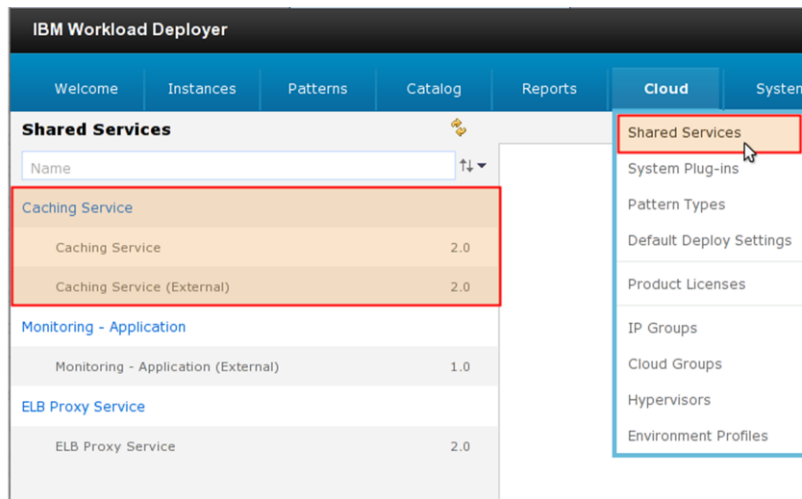 IBM Workload Deployer
Welcome Instances Patterns Catalog Reports Cloud System
Shared Services
Name
Caching Service
Caching Service 2.0
Caching Service (External) 2.0
Monitoring - Application
Monitoring - Application (External) 1.0
ELB Proxy Service
ELB Proxy Service 2.0
Shared Services
System Plug-ins
Pattern Types
Default Deploy Settings
Product Licenses
IP Groups
Cloud Groups
Hypervisors
Environment Profiles